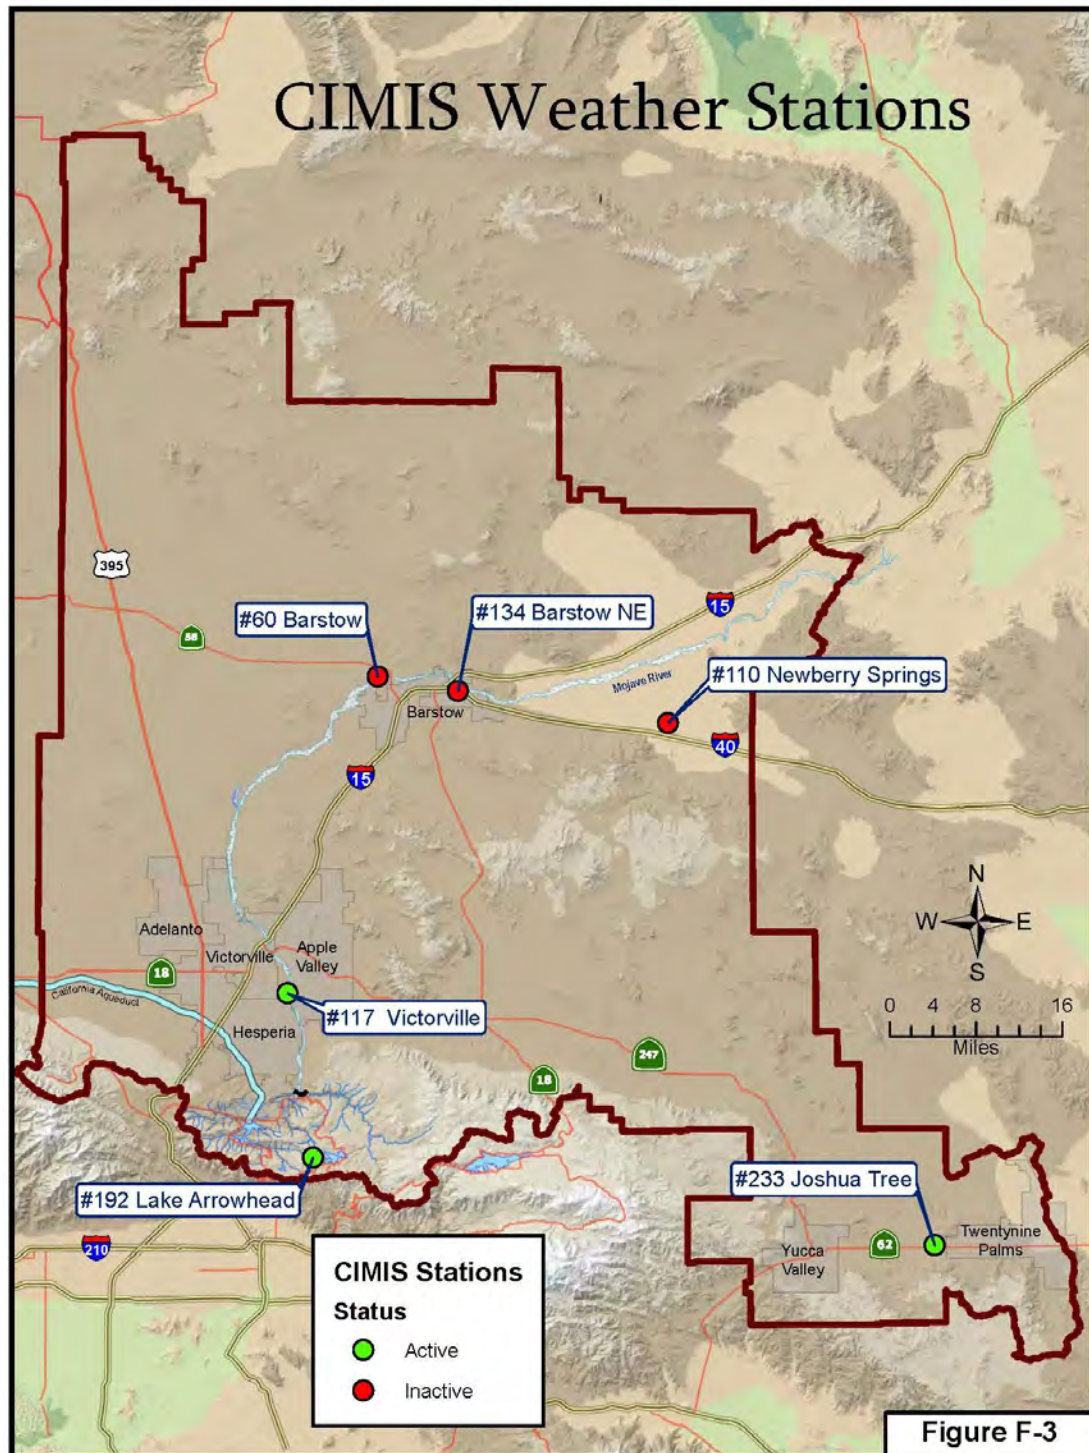 CIMIS Weather Stations
395
58
#60 Barstow
#134 Barstow NE
15
#110 Newberry Springs
Mojave River
Barstow
40
15
N
W E
S
Adelanto
Victorville
Apple
Valley
18
California Aqueduct
#117 Victorville
Hesperia
0 4 8 16
Miles
247
18
#192 Lake Arrowhead
#233 Joshua Tree
210
Yucca
Valley
62
Twentynine
Palms
CIMIS Stations
Status
Active
Inactive
Figure F-3